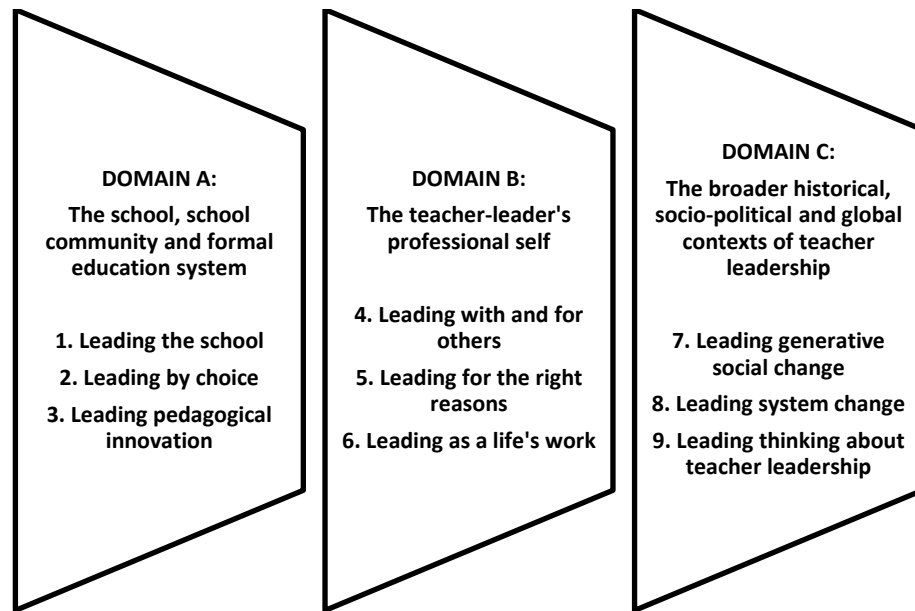 DOMAIN A:
The school, school
community and formal
education system
1. Leading the school
2. Leading by choice
3. Leading pedagogical
innovation
DOMAIN B:
The teacher-leader's
professional self
4. Leading with and for
others
5. Leading for the right
reasons
6. Leading as a life's work
DOMAIN C:
The broader historical,
socio-political and global
contexts of teacher
leadership
7. Leading generative
social change
8. Leading system change
9. Leading thinking about
teacher leadership